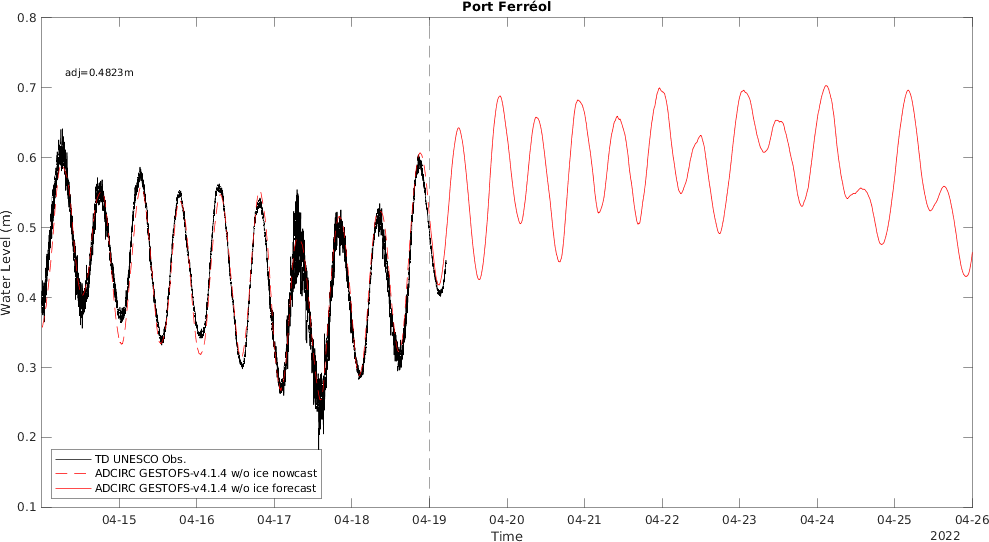 Port Ferréol
0.8
0.7
0.6
0.5
0.4
0.3
0.2
0.1
Water Level (m)
adj=0.4823m
TD UNESCO Obs.
ADCIRC GESTOFS-v4.1.4 w/o ice nowcast
ADCIRC GESTOFS-v4.1.4 w/o ice forecast
04-15 04-16 04-17 04-18 04-19 04-20 04-21 04-22 04-23 04-24 04-25 04-26
Time
2022